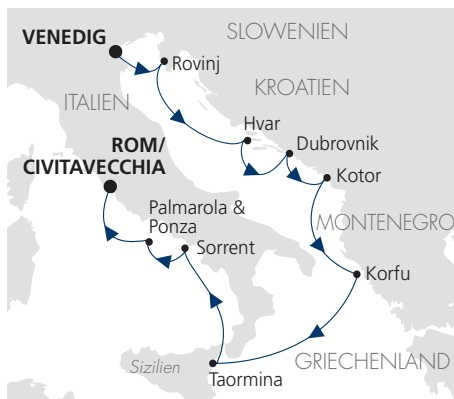 SLOWENIEN
VENEDIG
Rovinj
KROATIEN
ITALIEN
Hvar
ROM/
CIVITAVECCHIA
Dubrovnik
Kotor
Palmarola &
Ponza
MONTENEGRO
Sorrent
Korfu
GRIECHENLAND
Sizilien
Taormina